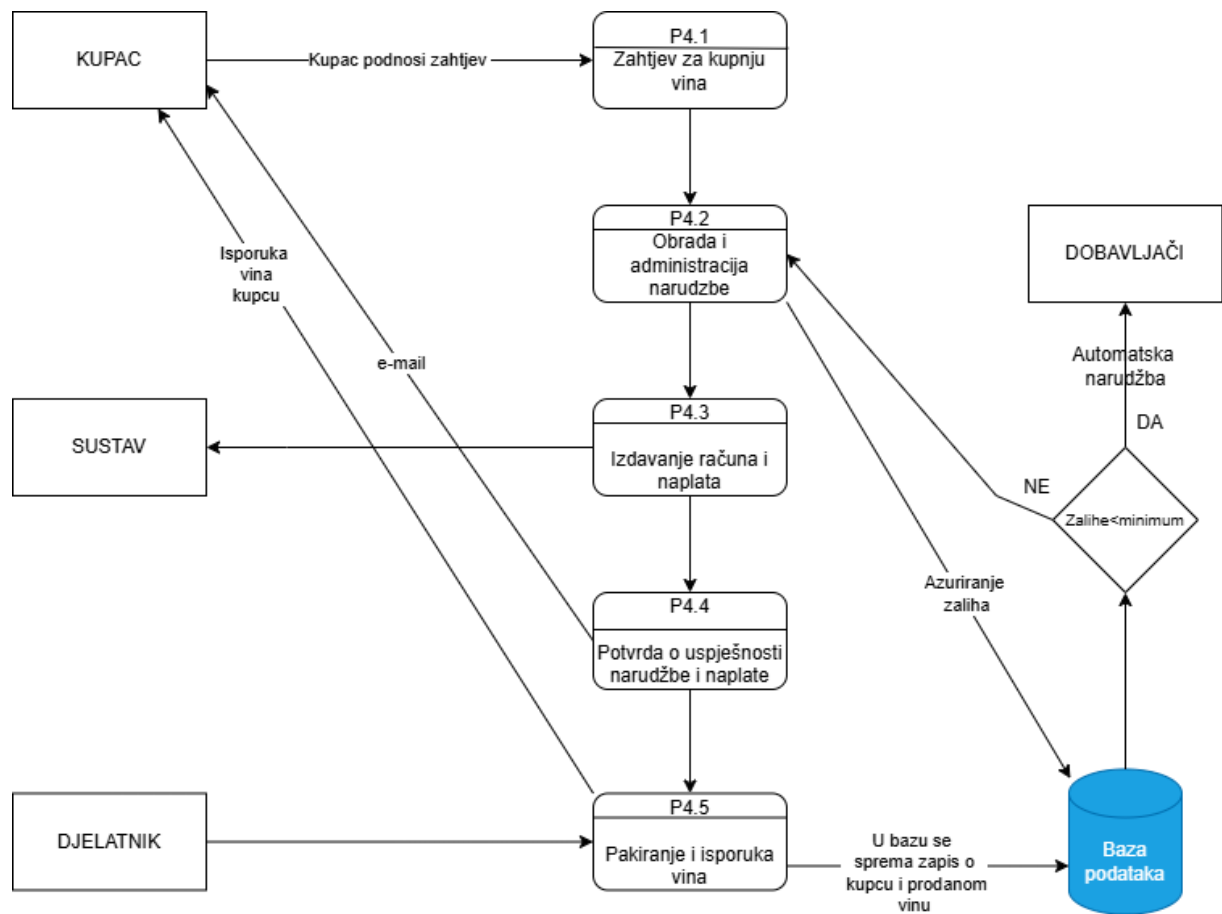 KUPAC
Kupac podnosi zahtjev
P4.1
Zahtjev za kupnju
vina
P4.2
Obrada i
administracija
narudzbe
DOBAVLJAČI
Isporuka
vina
kupcu
e-mail
Automatska
narudžba
DA
SUSTAV
P4.3
Izdavanje računa i
naplata
NE
Zalihe<minimum
Azuriranje
zaliha
P4.4
Potvrda o uspješnosti
narudžbe i naplate
DJELATNIK
P4.5
Pakiranje i isporuka
vina
U bazu se
sprema zapis o
kupcu i prodanom
vinu
Baza
podataka